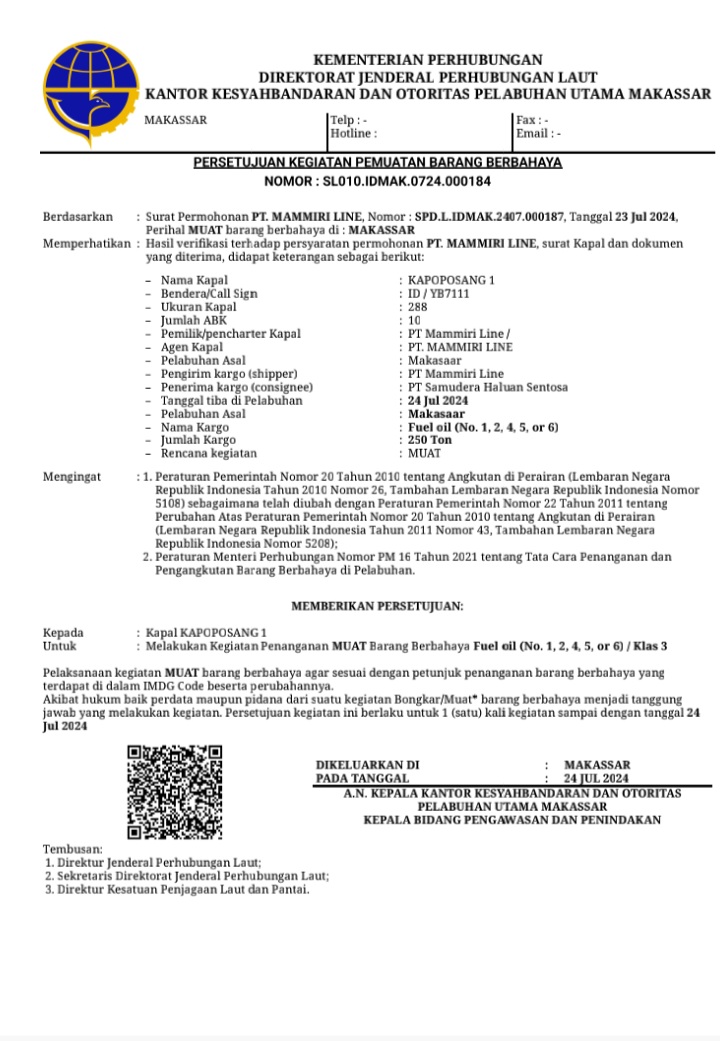 KEMENTERIAN PERHUBUNGAN
DIREKTORAT JENDERAL PERHUBUNGAN LAUT
KANTOR KESYAHBANDARAN DAN OTORITAS PELABUHAN UTAMA MAKASSAR
MAKASSAR Telp : - Fax : -
Hotline : Email : -
PERSETUJUAN KEGIATAN PEMUATAN BARANG BERBAHAYA
NOMOR : SL010.IDMAK.0724.000184
Berdasarkan : Surat Permohonan PT. MAMMIRI LINE, Nomor : SPD.L.IDMAK.2407.000187, Tanggal 23 Jul 2024,
Perihal MUAT barang berbahaya di : MAKASSAR
Memperhatikan : Hasil verifikasi terhadap persyaratan permohonan PT. MAMMIRI LINE, surat Kapal dan dokumen
yang diterima, didapat keterangan sebagai berikut:
– Nama Kapal : KAPOPOSANG 1
– Bendera/Call Sign : ID / YB7111
– Ukuran Kapal : 288
– Jumlah ABK : 10
– Pemilik/pencharter Kapal : PT Mammiri Line /
– Agen Kapal : PT. MAMMIRI LINE
– Pelabuhan Asal : Makasaar
– Pengirim kargo (shipper) : PT Mammiri Line
– Penerima kargo (consignee) : PT Samudera Haluan Sentosa
– Tanggal tiba di Pelabuhan : 24 Jul 2024
– Pelabuhan Asal : Makasaar
– Nama Kargo : Fuel oil (No. 1, 2, 4, 5, or 6)
– Jumlah Kargo : 250 Ton
– Rencana kegiatan : MUAT
Mengingat : 1. Peraturan Pemerintah Nomor 20 Tahun 2010 tentang Angkutan di Perairan (Lembaran Negara
Republik Indonesia Tahun 2010 Nomor 26, Tambahan Lembaran Negara Republik Indonesia Nomor
5108) sebagaimana telah diubah dengan Peraturan Pemerintah Nomor 22 Tahun 2011 tentang
Perubahan Atas Peraturan Pemerintah Nomor 20 Tahun 2010 tentang Angkutan di Perairan
(Lembaran Negara Republik Indonesia Tahun 2011 Nomor 43, Tambahan Lembaran Negara
Republik Indonesia Nomor 5208);
2. Peraturan Menteri Perhubungan Nomor PM 16 Tahun 2021 tentang Tata Cara Penanganan dan
Pengangkutan Barang Berbahaya di Pelabuhan.
MEMBERIKAN PERSETUJUAN:
Kepada : Kapal KAPOPOSANG 1
Untuk : Melakukan Kegiatan Penanganan MUAT Barang Berbahaya Fuel oil (No. 1, 2, 4, 5, or 6) / Klas 3
Pelaksanaan kegiatan MUAT barang berbahaya agar sesuai dengan petunjuk penanganan barang berbahaya yang
terdapat di dalam IMDG Code beserta perubahannya.
Akibat hukum baik perdata maupun pidana dari suatu kegiatan Bongkar/Muat* barang berbahaya menjadi tanggung
jawab yang melakukan kegiatan. Persetujuan kegiatan ini berlaku untuk 1 (satu) kali kegiatan sampai dengan tanggal 24
Jul 2024
DIKELUARKAN DI : MAKASSAR
PADA TANGGAL : 24 JUL 2024
A.N. KEPALA KANTOR KESYAHBANDARAN DAN OTORITAS
PELABUHAN UTAMA MAKASSAR
KEPALA BIDANG PENGAWASAN DAN PENINDAKAN
Tembusan:
1. Direktur Jenderal Perhubungan Laut;
2. Sekretaris Direktorat Jenderal Perhubungan Laut;
3. Direktur Kesatuan Penjagaan Laut dan Pantai.